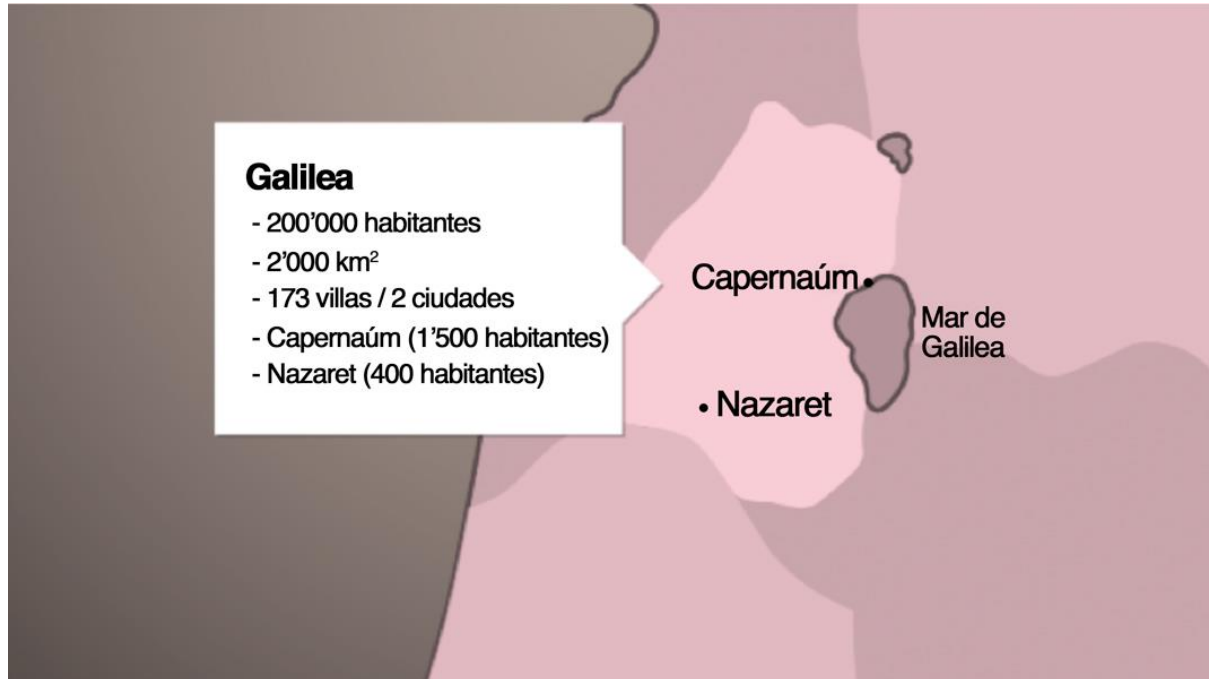 Galilea
- 200’000 habitantes
- 2’000 km²
- 173 villas / 2 ciudades
- Capernaúm (1’500 habitantes)
- Nazaret (400 habitantes)
Capernaúm
Mar de
Galilea
Nazaret